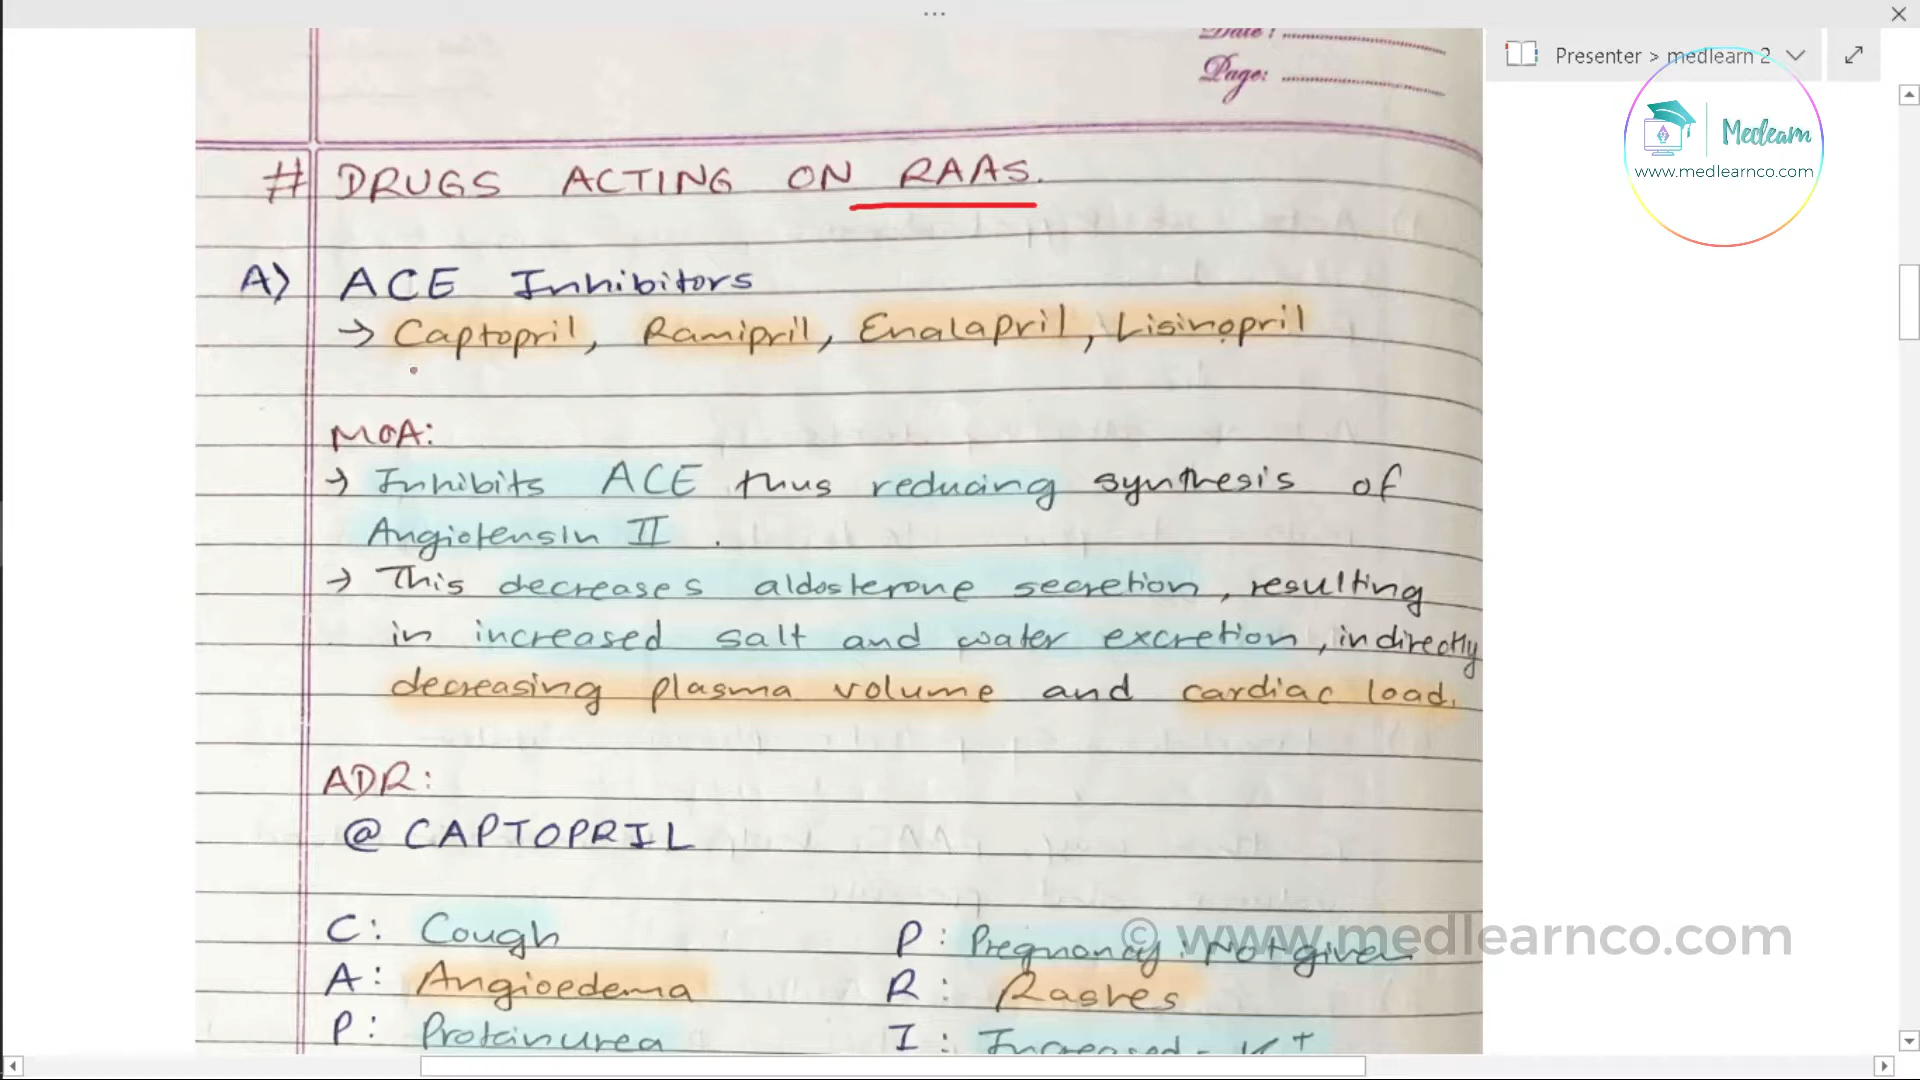 ...
Date:
Page:
Presenter > medlearn 2
Medlearn
www.medlearnco.com
# DRUGS ACTING ON RAAS.
A) ACE Inhibitors
→ Captopril, Ramipril, Enalapril, Lisinopril
MOA:
→ Inhibits ACE thus reducing synthesis of
Angiotensin II .
→ This decreases aldosterone secretion, resulting
in increased salt and water excretion, indirectly
decreasing plasma volume and cardiac load.
ADR:
@ CAPTOPRIL
C: Cough
P: Pregnancy: Not given
A: Angioedema
R: Rashes
P: Proteinurea
I: Increased - K+
© www.medlearnco.com